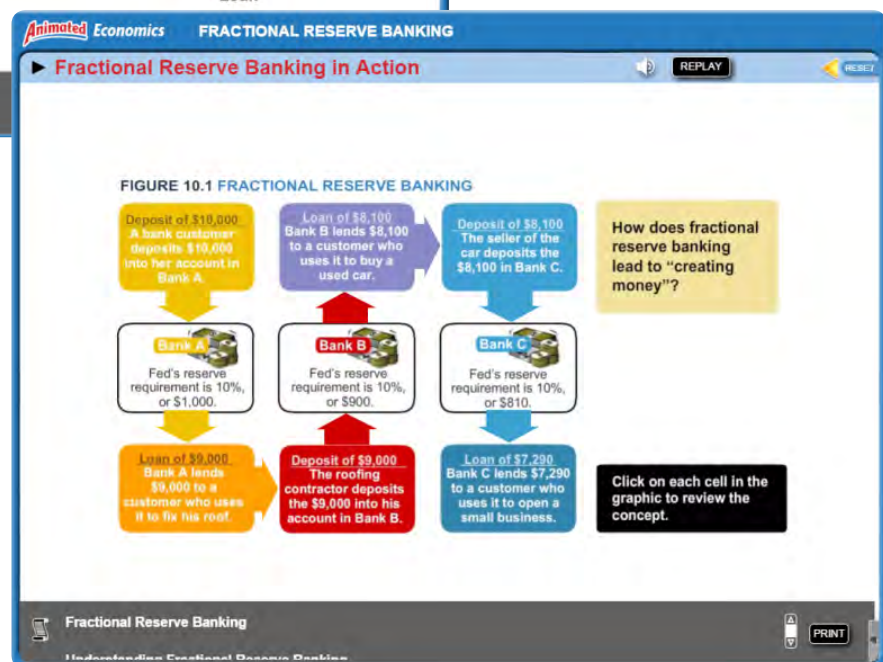 Animated Economics FRACTIONAL RESERVE BANKING
Fractional Reserve Banking in Action
REPLAY
RESET
FIGURE 10.1 FRACTIONAL RESERVE BANKING
Deposit of $10,000
A bank customer
deposits $10,000
into her account in
Bank A.
Bank A
Fed's reserve
requirement is 10%,
or $1,000.
Loan of $9,000
Bank A lends
$9,000 to a
customer who uses
it to fix his roof.
Deposit of $9,000
The roofing
contractor deposits
the $9,000 into his
account in Bank B.
Bank B
Fed's reserve
requirement is 10%,
or $900.
Loan of $8,100
Bank B lends $8,100
to a customer who
uses it to buy a
used car.
Deposit of $8,100
The seller of the
car deposits the
$8,100 in Bank C.
Bank C
Fed's reserve
requirement is 10%,
or $810.
Loan of $7,290
Bank C lends $7,290
to a customer who
uses it to open a
small business.
How does fractional
reserve banking
lead to “creating
money”?
Click on each cell in the
graphic to review the
concept.
Fractional Reserve Banking
PRINT
Understanding Fractional Reserve Banking